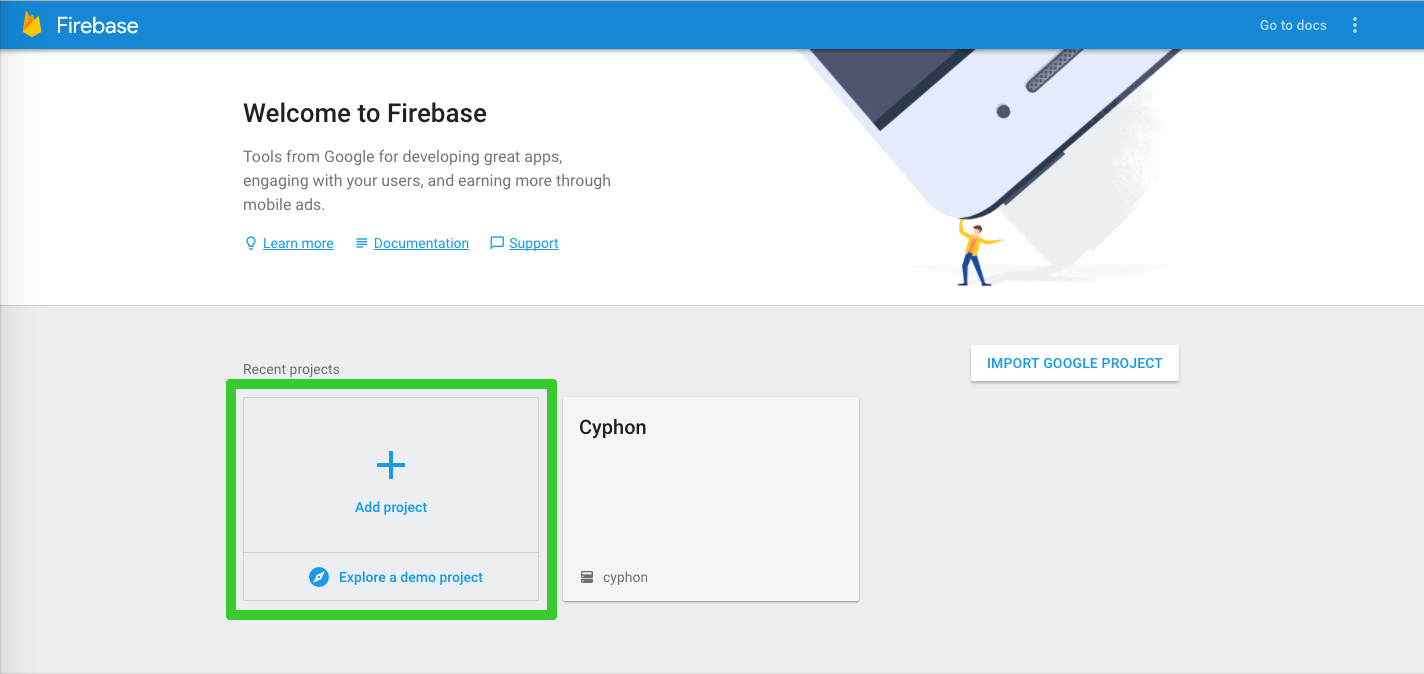 Firebase
Go to docs
Welcome to Firebase
Tools from Google for developing great apps,
engaging with your users, and earning more through
mobile ads.
Learn more Documentation Support
Recent projects
IMPORT GOOGLE PROJECT
Add project
Explore a demo project
Cyphon
cyphon